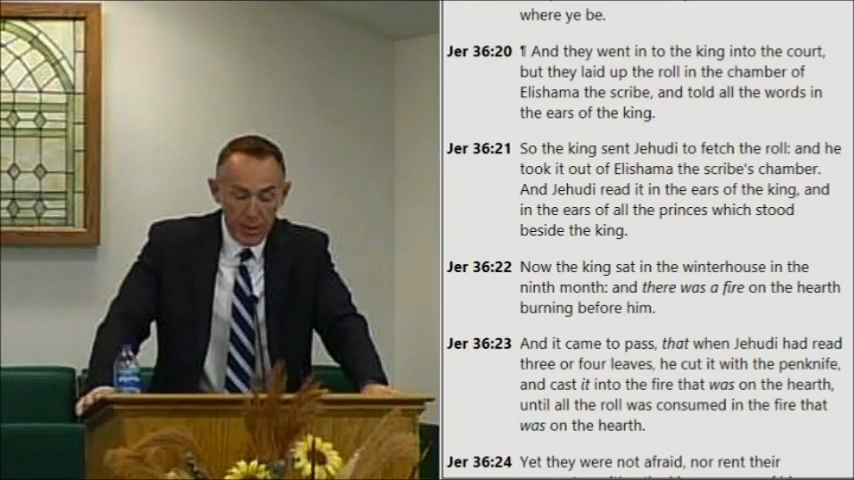 where ye be.
Jer 36:20 ¶ And they went in to the king into the court,
but they laid up the roll in the chamber of
Elishama the scribe, and told all the words in
the ears of the king.
Jer 36:21 So the king sent Jehudi to fetch the roll: and he
took it out of Elishama the scribe's chamber.
And Jehudi read it in the ears of the king, and
in the ears of all the princes which stood
beside the king.
Jer 36:22 Now the king sat in the winterhouse in the
ninth month: and there was a fire on the hearth
burning before him.
Jer 36:23 And it came to pass, that when Jehudi had read
three or four leaves, he cut it with the penknife,
and cast it into the fire that was on the hearth,
until all the roll was consumed in the fire that
was on the hearth.
Jer 36:24 Yet they were not afraid, nor rent their